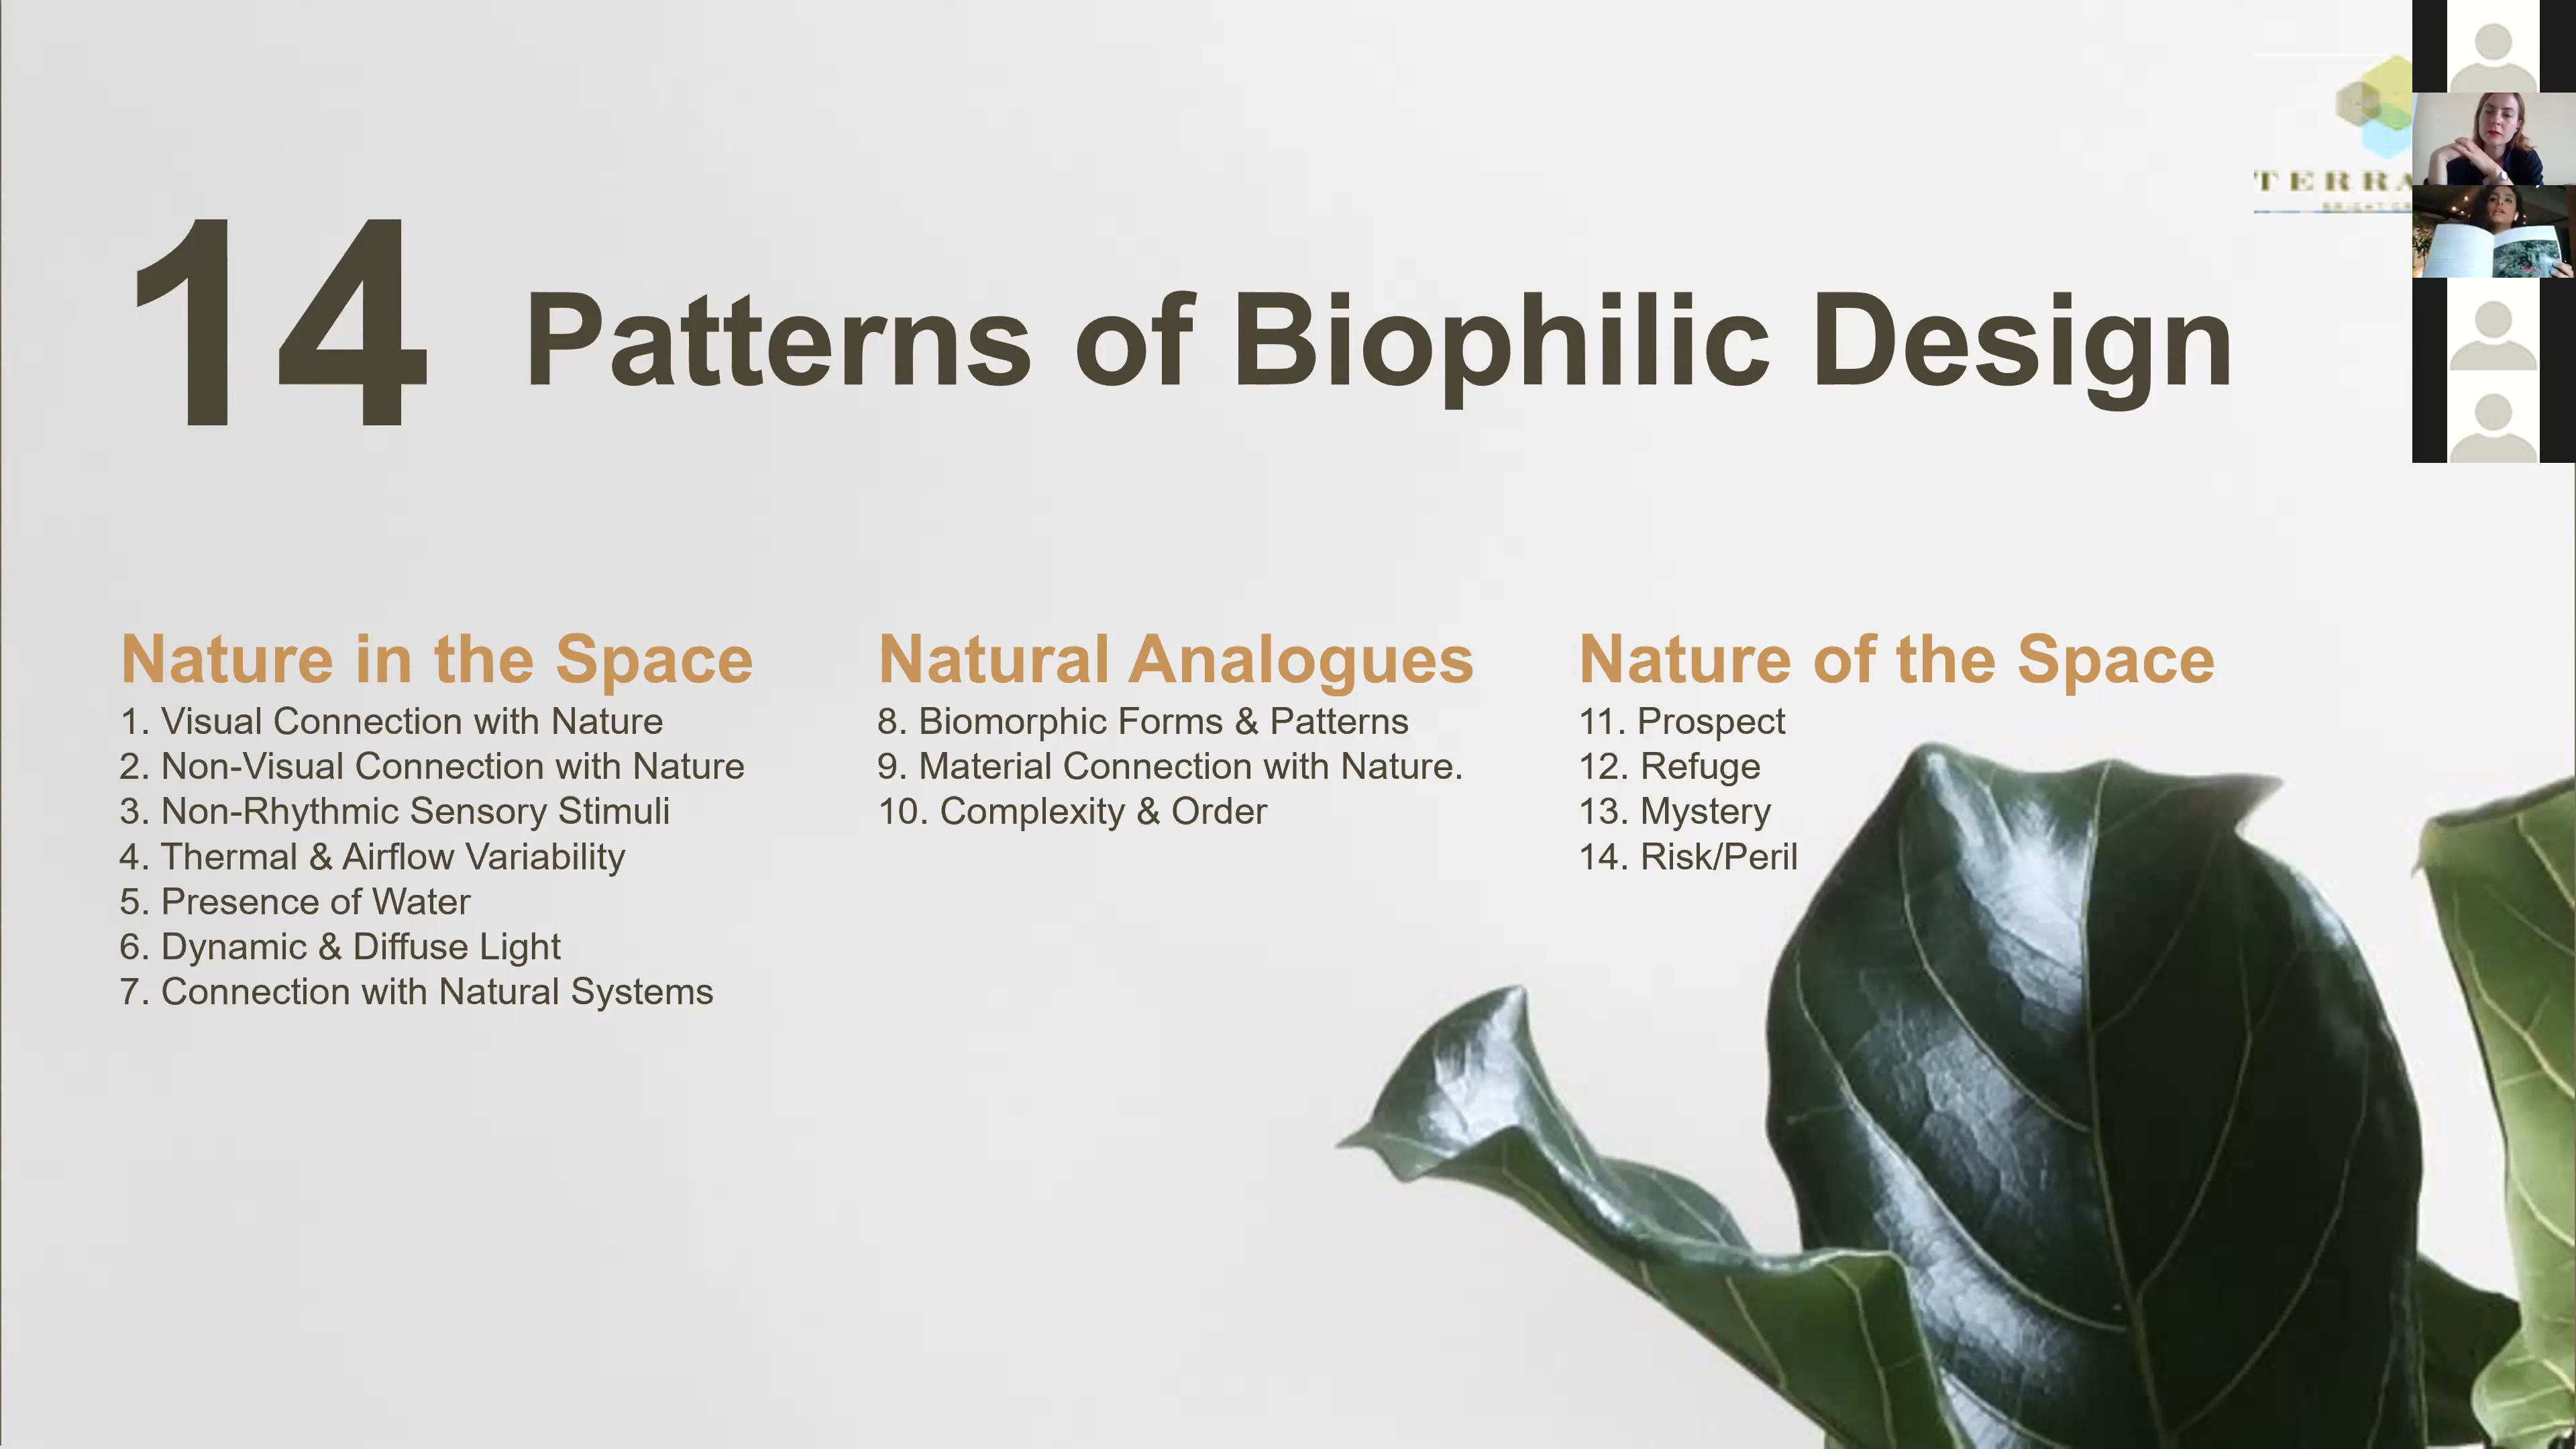 14 Patterns of Biophilic Design
TERRA
Nature in the Space
1. Visual Connection with Nature
2. Non-Visual Connection with Nature
3. Non-Rhythmic Sensory Stimuli
4. Thermal & Airflow Variability
5. Presence of Water
6. Dynamic & Diffuse Light
7. Connection with Natural Systems
Natural Analogues
8. Biomorphic Forms & Patterns
9. Material Connection with Nature.
10. Complexity & Order
Nature of the Space
11. Prospect
12. Refuge
13. Mystery
14. Risk/Peril